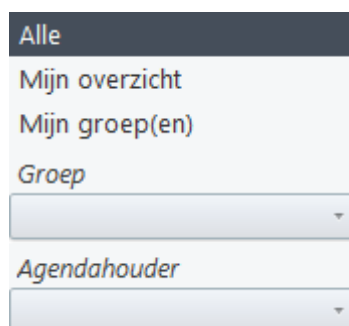 Alle
Mijn overzicht
Mijn groep(en)
Groep
Agendahouder